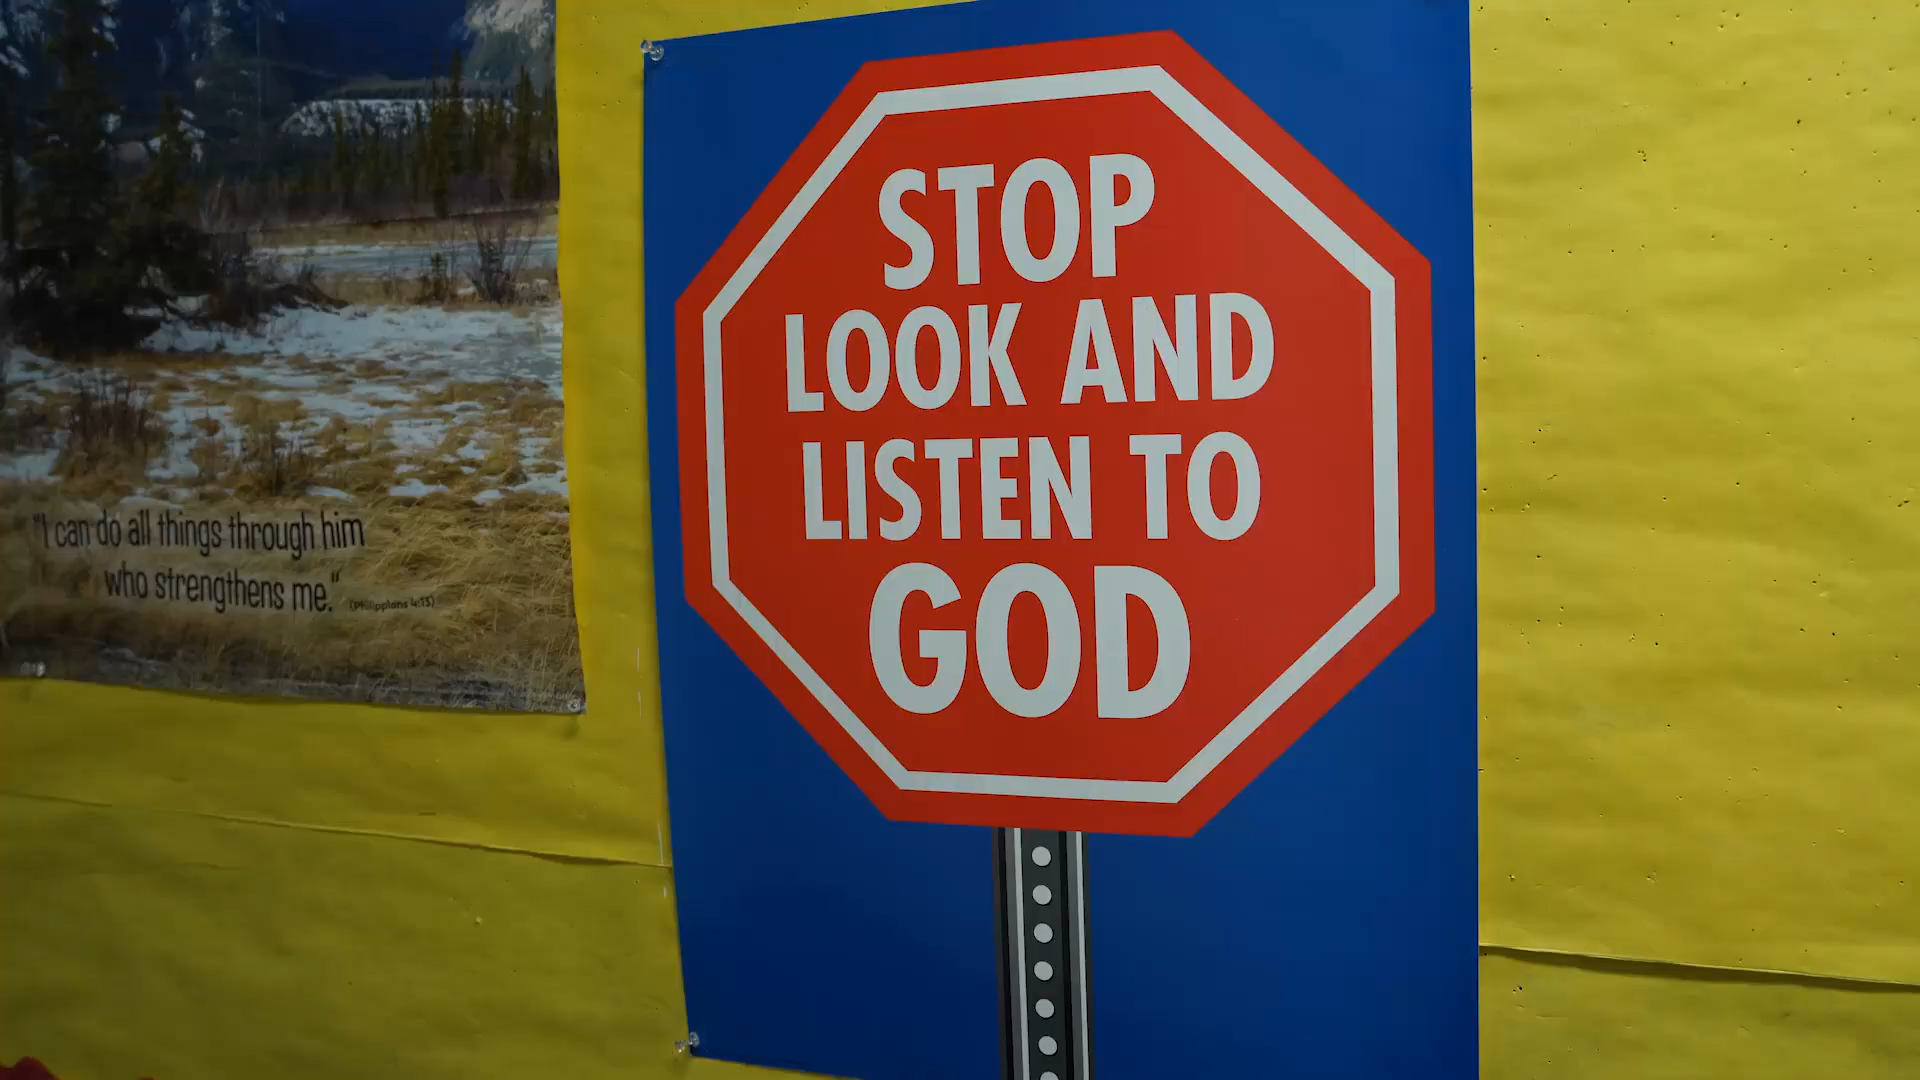 "I can do all things through him
who strengthens me." (Philippians 4:13)
STOP
LOOK AND
LISTEN TO
GOD